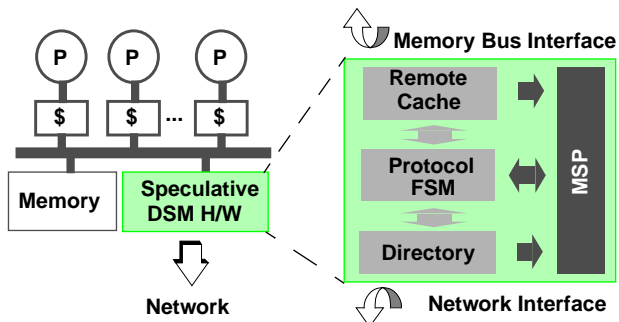 P P P
$ $ ... $
Memory
Speculative
DSM H/W
Network
Memory Bus Interface
Remote
Cache
Protocol
FSM
Directory
MSP
Network Interface